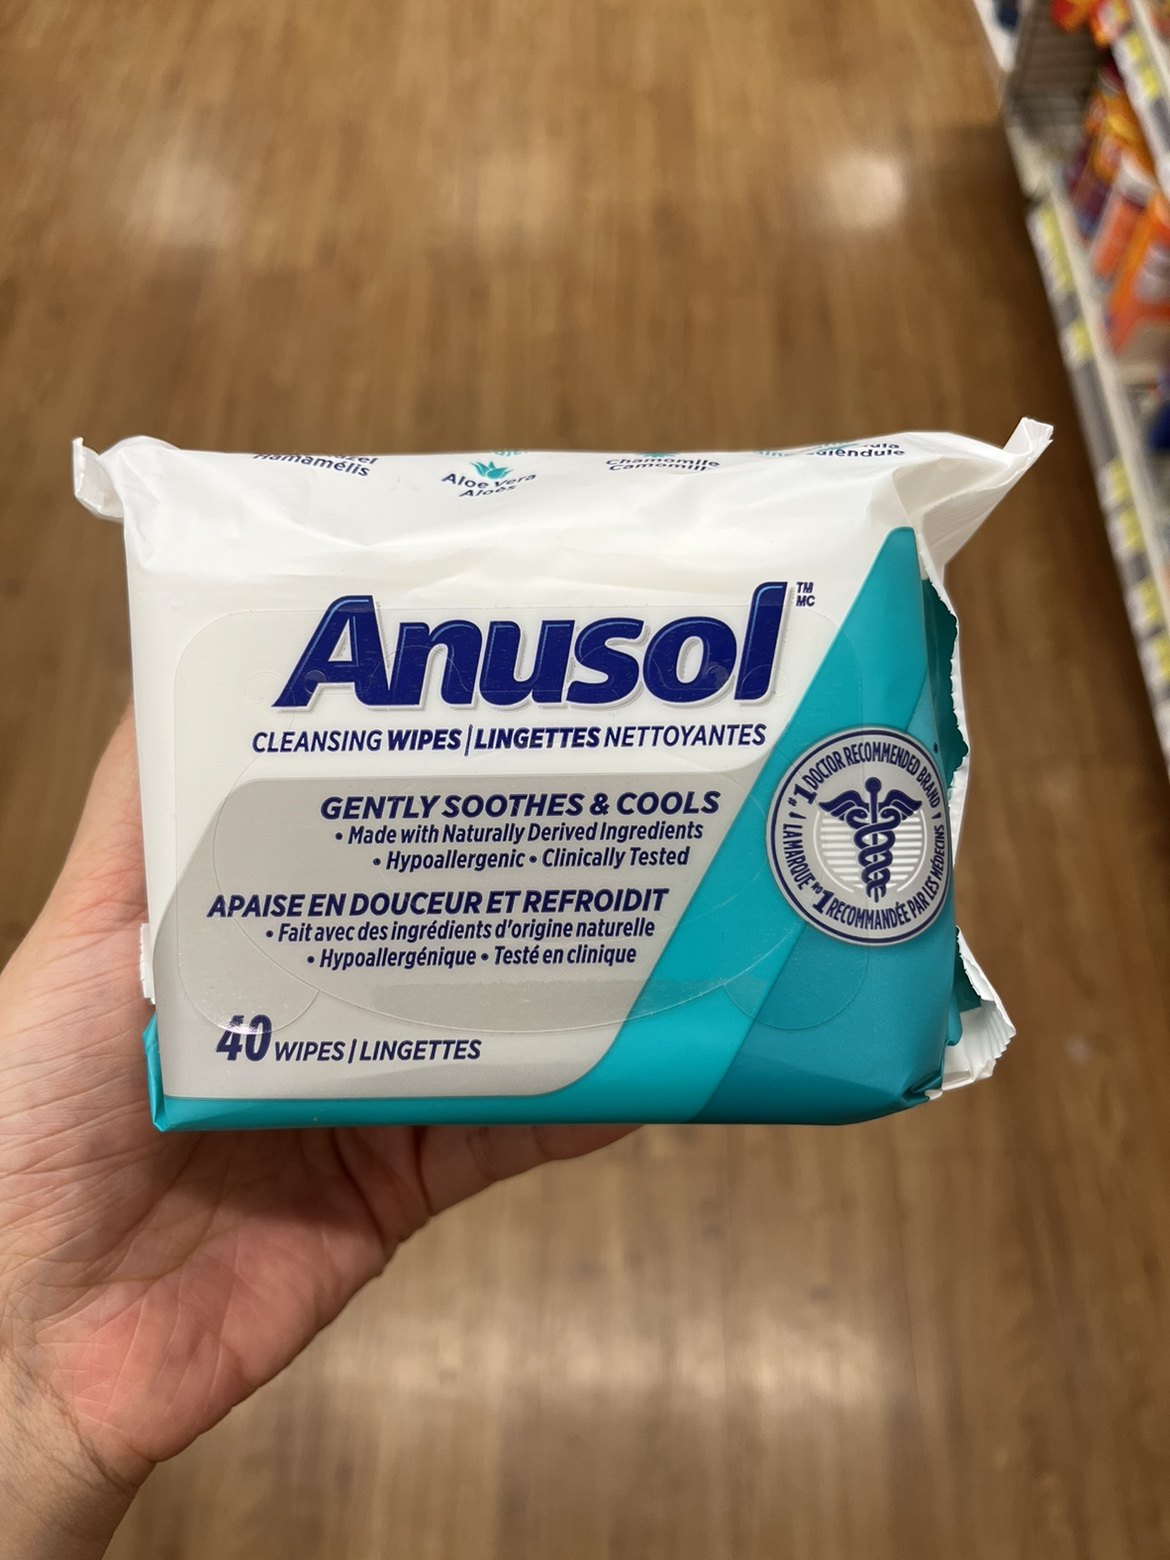 Hamamélis
Aloe Vera
Aloès
Chamomile
Camomille
Anusol
TM
MC
CLEANSING WIPES | LINGETTES NETTOYANTES
GENTLY SOOTHES & COOLS
• Made with Naturally Derived Ingredients
• Hypoallergenic • Clinically Tested
APAISE EN DOUCEUR ET REFROIDIT
• Fait avec des ingrédients d'origine naturelle
• Hypoallergénique • Testé en clinique
40 WIPES | LINGETTES
#1 DOCTOR RECOMMENDED BRAND
LA MARQUE no 1 RECOMMANDÉE PAR LES MÉDECINS